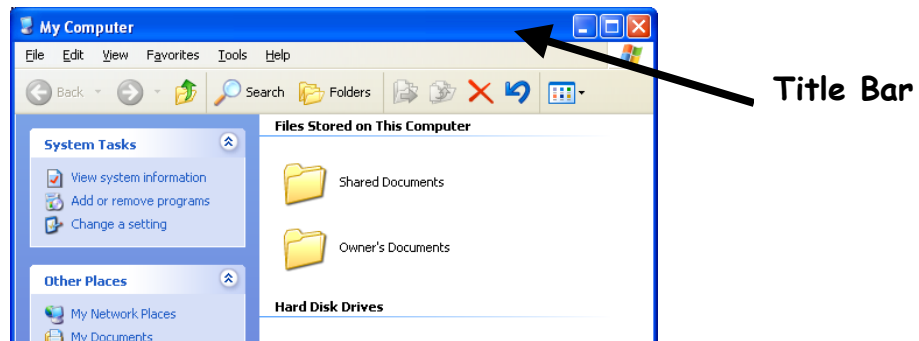 My Computer
File Edit View Favorites Tools Help
Back Search Folders
Title Bar
System Tasks
View system information
Add or remove programs
Change a setting
Other Places
My Network Places
My Documents
Files Stored on This Computer
Shared Documents
Owner's Documents
Hard Disk Drives